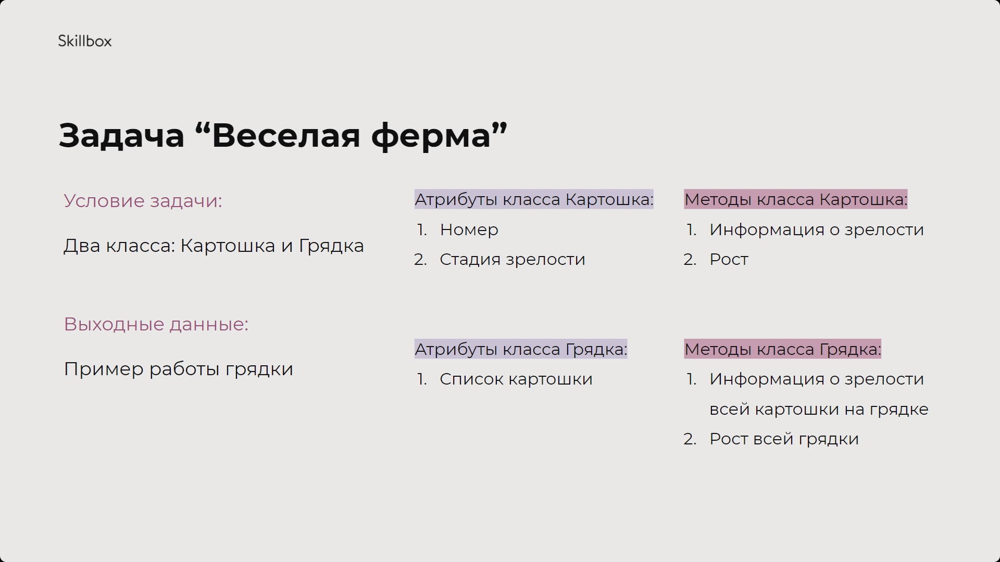 Skillbox
Задача “Веселая ферма”
Условие задачи:
Два класса: Картошка и Грядка
Выходные данные:
Пример работы грядки
Атрибуты класса Картошка:
1. Номер
2. Стадия зрелости
Методы класса Картошка:
1. Информация о зрелости
2. Рост
Атрибуты класса Грядка:
1. Список картошки
Методы класса Грядка:
1. Информация о зрелости
всей картошки на грядке
2. Рост всей грядки